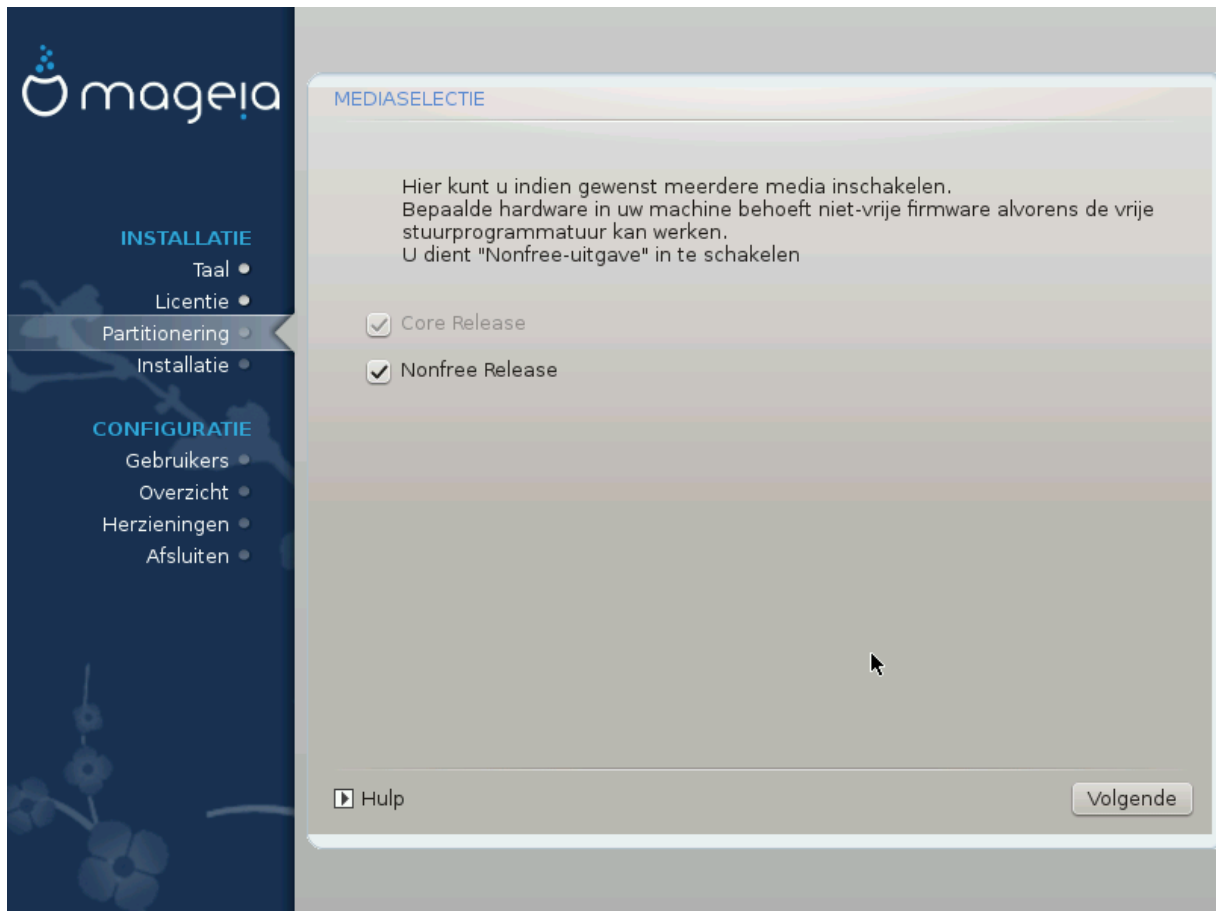 mageia
INSTALLATIE
Taal
Licentie
Partitionering
Installatie
CONFIGURATIE
Gebruikers
Overzicht
Herzieningen
Afsluiten
MEDIASELECTIE
Hier kunt u indien gewenst meerdere media inschakelen.
Bepaalde hardware in uw machine behoeft niet-vrije firmware alvorens de vrije
stuurprogrammatuur kan werken.
U dient "Nonfree-uitgave" in te schakelen
Core Release
Nonfree Release
Hulp
Volgende